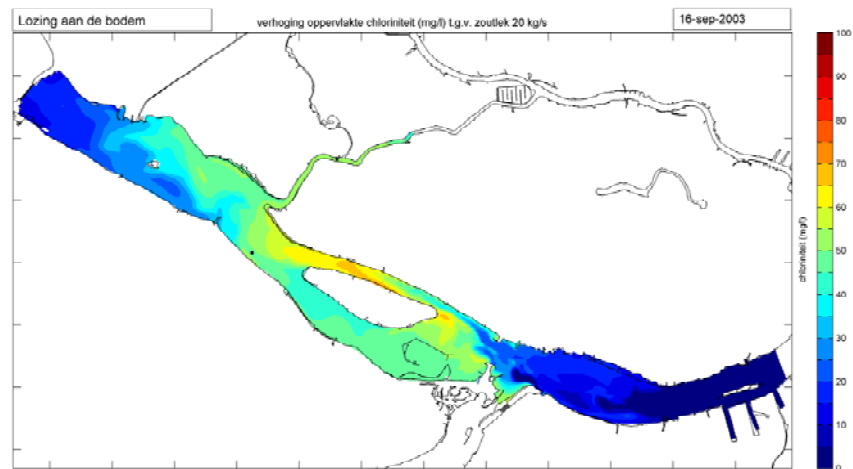 Lozing aan de bodem
verhoging oppervlakte chloriniteit (mg/l) t.g.v. zoutlek 20 kg/s
16-sep-2003
100
90
80
70
60
50
40
30
20
10
0
chloriniteit (mg/l)